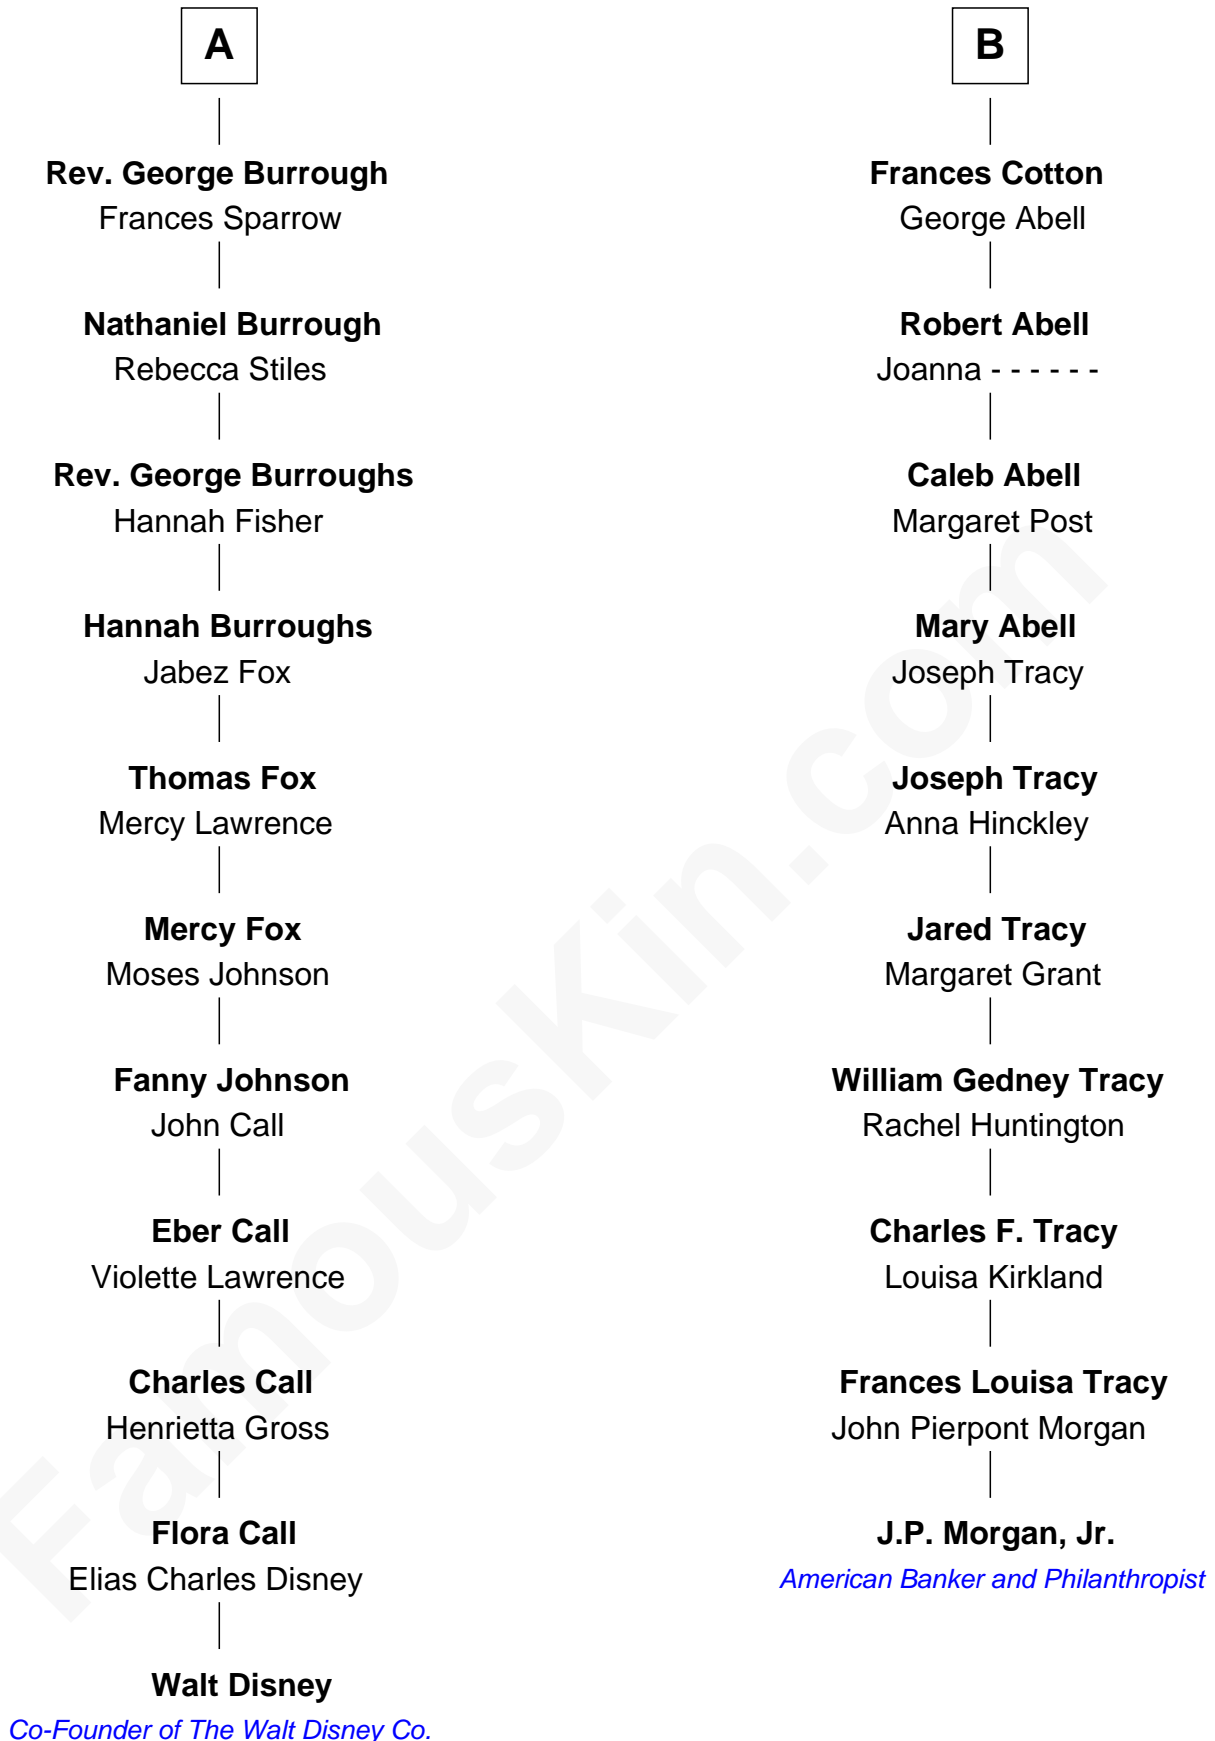 A
Rev. George Burrough
Frances Sparrow
Nathaniel Burrough
Rebecca Stiles
Rev. George Burroughs
Hannah Fisher
Hannah Burroughs
Jabez Fox
Thomas Fox
Mercy Lawrence
Mercy Fox
Moses Johnson
Fanny Johnson
John Call
Eber Call
Violette Lawrence
Charles Call
Henrietta Gross
Flora Call
Elias Charles Disney
Walt Disney
Co-Founder of The Walt Disney Co.
B
Frances Cotton
George Abell
Robert Abell
Joanna - - - - - -
Caleb Abell
Margaret Post
Mary Abell
Joseph Tracy
Joseph Tracy
Anna Hinckley
Jared Tracy
Margaret Grant
William Gedney Tracy
Rachel Huntington
Charles F. Tracy
Louisa Kirkland
Frances Louisa Tracy
John Pierpont Morgan
J.P. Morgan, Jr.
American Banker and Philanthropist
FamousKin.com